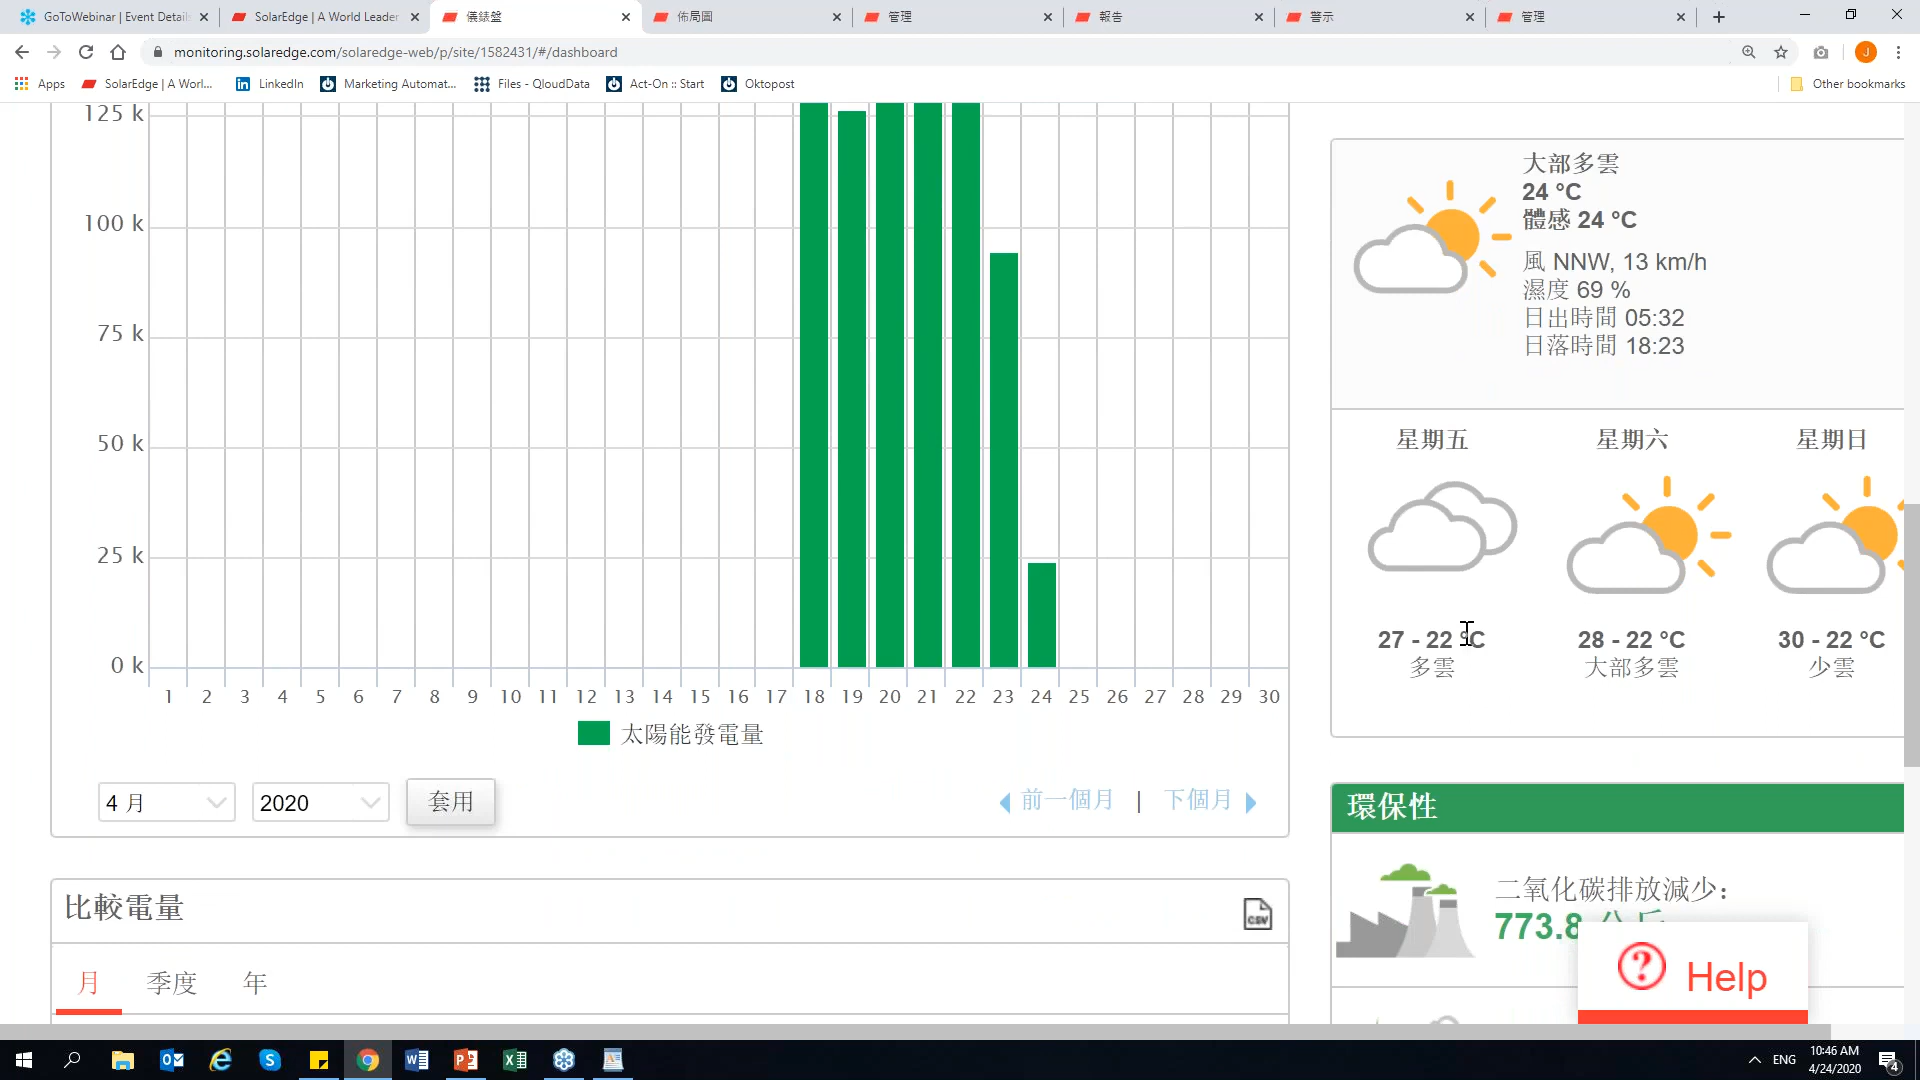 GoToWebinar | Event Detail
SolarEdge | A World Leader
儀錶盤
佈局圖
管理
報告
警示
管理
monitoring.solaredge.com/solaredge-web/p/site/1582431/#/dashboard
J
Apps
SolarEdge | A Worl...
LinkedIn
Marketing Automat...
Files - QloudData
Act-On :: Start
Oktopost
Other bookmarks
125 k
100 k
75 k
50 k
25 k
0 k
1 2 3 4 5 6 7 8 9 10 11 12 13 14 15 16 17 18 19 20 21 22 23 24 25 26 27 28 29 30
太陽能發電量
4 月
2020
套用
前一個月 | 下個月
比較電量
CSV
月 季度 年
大部多雲
24 °C
體感 24 °C
風 NNW, 13 km/h
濕度 69 %
日出時間 05:32
日落時間 18:23
星期五 星期六 星期日
27 - 22 °C 28 - 22 °C 30 - 22 °C
多雲 大部多雲 少雲
環保性
二氧化碳排放減少:
773.8
Help
ENG
10:46 AM
4/24/2020
4